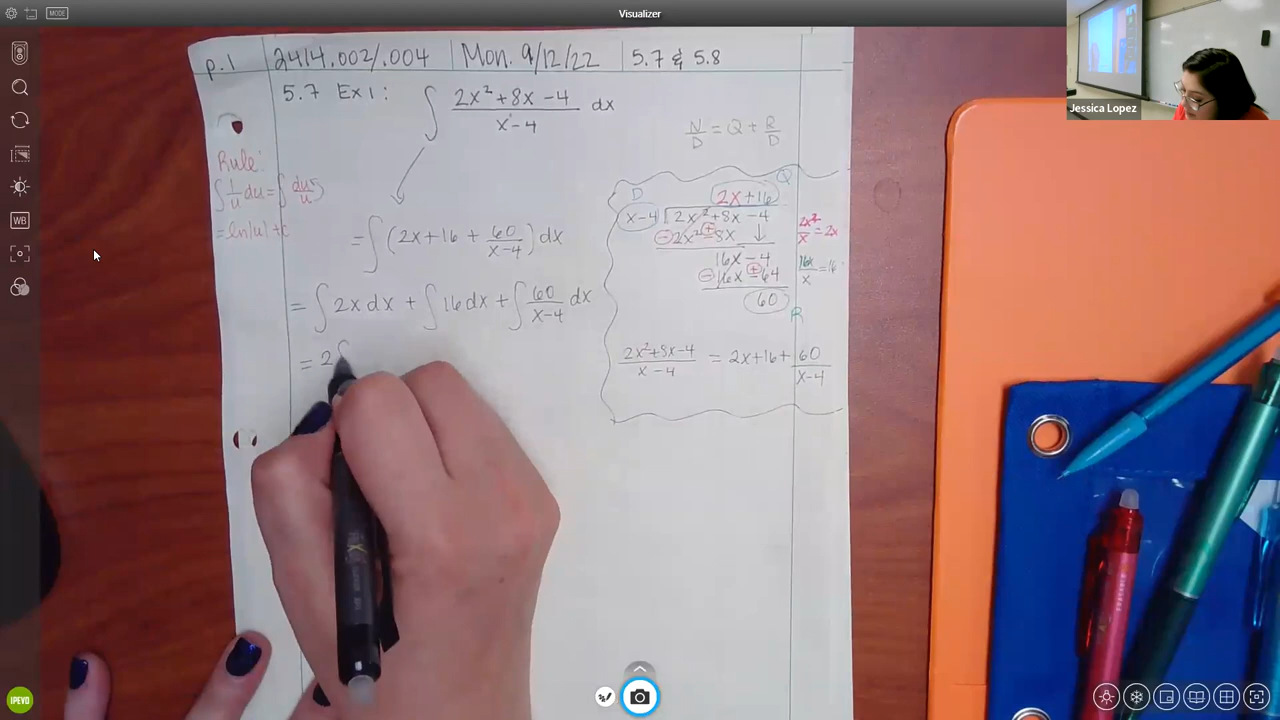 MODE
Visualizer
Jessica Lopez
p.1 2414.002/.004 Mon. 9/12/22 5.7 & 5.8
5.7 Ex 1: ∫ (2x²+8x-4)/(x-4) dx
N/D = Q + R/D
Rule:
∫ 1/u du = ∫ du/u
= ln|u| + c
= ∫ (2x+16 + 60/(x-4)) dx
= ∫ 2x dx + ∫ 16 dx + ∫ 60/(x-4) dx
= 2∫
Q
D 2x+16
x-4 2x²+8x-4
2x²-8x
16x-4
16x-64
60
R
2x²/x = 2x
16x/x = 16
(2x²+8x-4)/(x-4) = 2x+16+ 60/(x-4)
WB
IPEVO